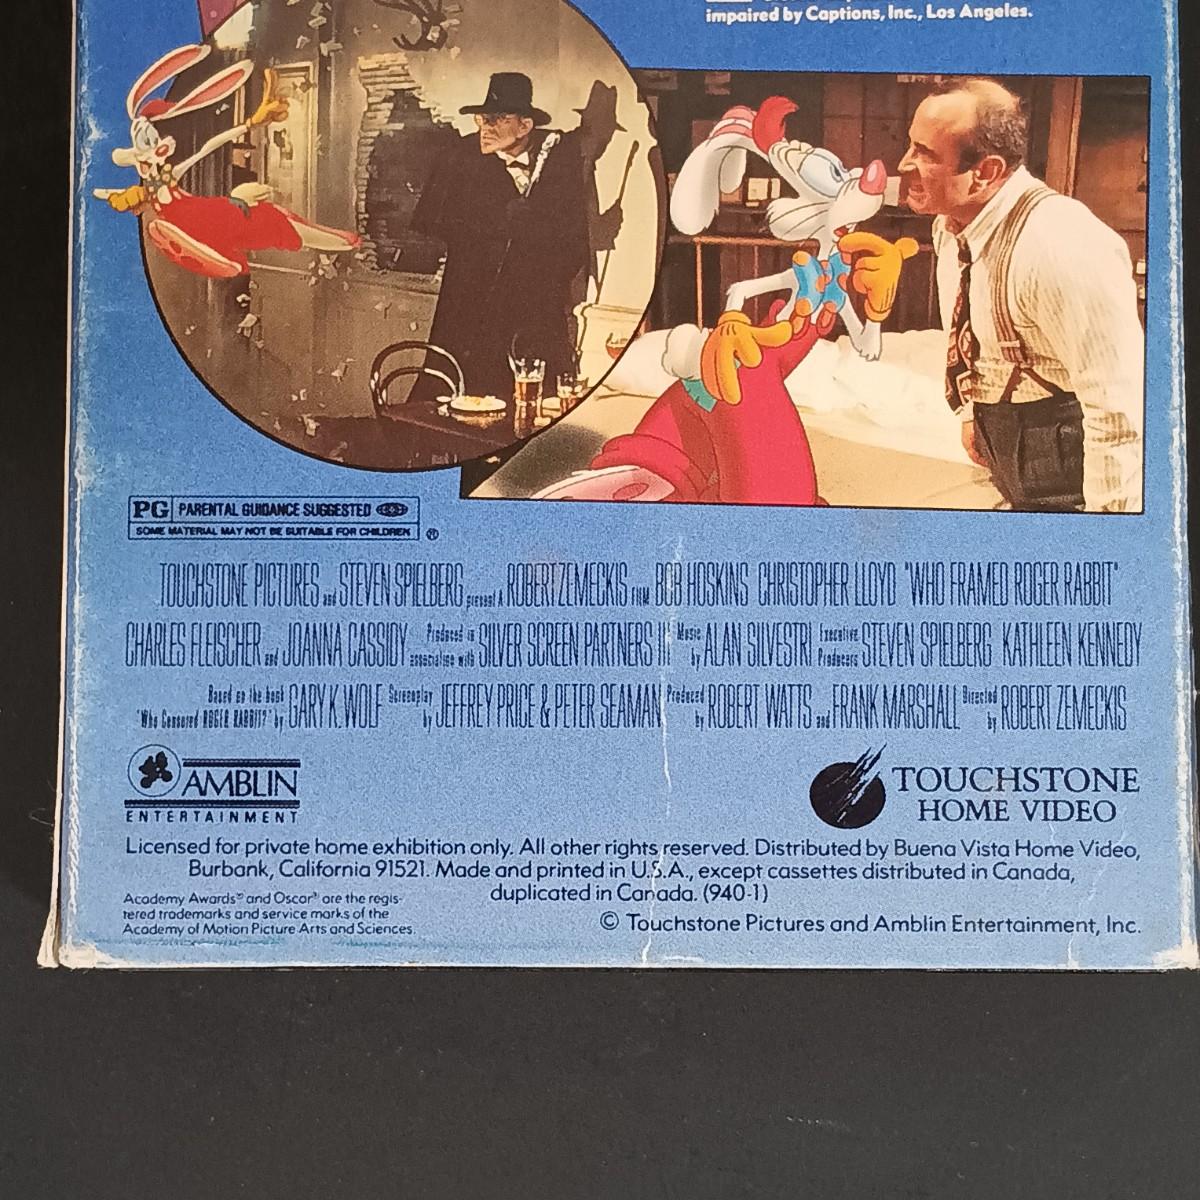 impaired by Captions, Inc., Los Angeles.
PG PARENTAL GUIDANCE SUGGESTED
SOME MATERIAL MAY NOT BE SUITABLE FOR CHILDREN ®
TOUCHSTONE PICTURES and STEVEN SPIELBERG present A ROBERT ZEMECKIS FILM BOB HOSKINS CHRISTOPHER LLOYD "WHO FRAMED ROGER RABBIT"
CHARLES FLEISCHER and JOANNA CASSIDY Produced in association with SILVER SCREEN PARTNERS III Music by ALAN SILVESTRI Executive Producers STEVEN SPIELBERG KATHLEEN KENNEDY
Based on the book "Who Censored ROGER RABBIT?" by GARY K. WOLF Screenplay by JEFFREY PRICE & PETER SEAMAN Produced by ROBERT WATTS and FRANK MARSHALL Directed by ROBERT ZEMECKIS
AMBLIN
ENTERTAINMENT
TOUCHSTONE
HOME VIDEO
Licensed for private home exhibition only. All other rights reserved. Distributed by Buena Vista Home Video,
Burbank, California 91521. Made and printed in U.S.A., except cassettes distributed in Canada,
duplicated in Canada. (940-1)
Academy Awards® and Oscar® are the regis-
tered trademarks and service marks of the
Academy of Motion Picture Arts and Sciences.
© Touchstone Pictures and Amblin Entertainment, Inc.